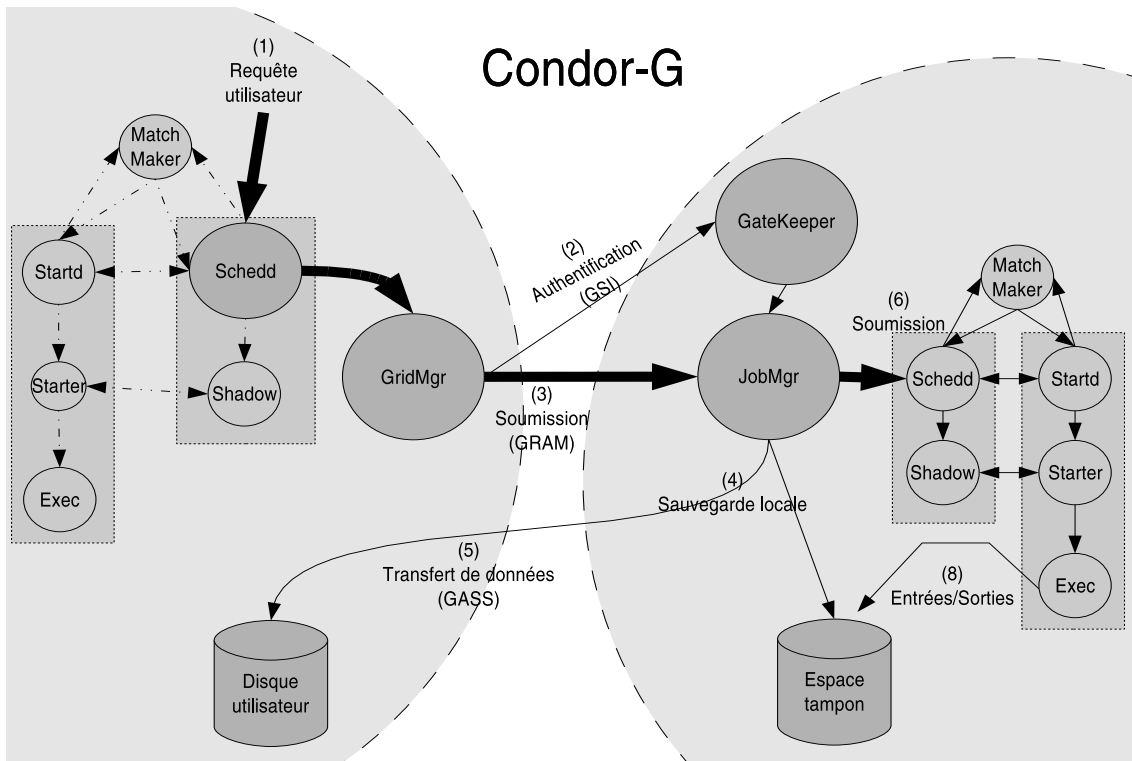 Condor-G
(1)
Requête
utilisateur
Match
Maker
Startd
Schedd
Starter
Shadow
Exec
GridMgr
(2)
Authentification
(GSI)
GateKeeper
(3)
Soumission
(GRAM)
JobMgr
(6)
Soumission
Match
Maker
Schedd
Startd
Shadow
Starter
Exec
(4)
Sauvegarde locale
(5)
Transfert de données
(GASS)
(8)
Entrées/Sorties
Disque
utilisateur
Espace
tampon